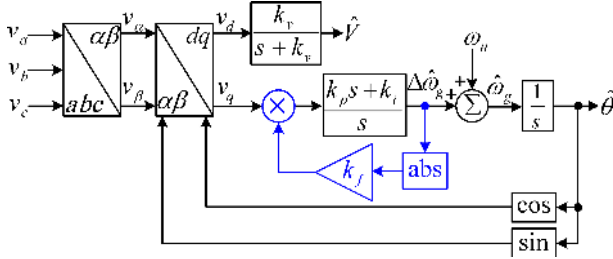 v_a
v_b
v_c
αβ
abc
v_α
v_β
dq
αβ
v_d
v_q
k_v
s + k_v
V̂
×
k_p s + k_i
s
Δω̂_g
+
+
Σ
ω_n
ω̂_g
1
s
θ̂
k_f
abs
cos
sin